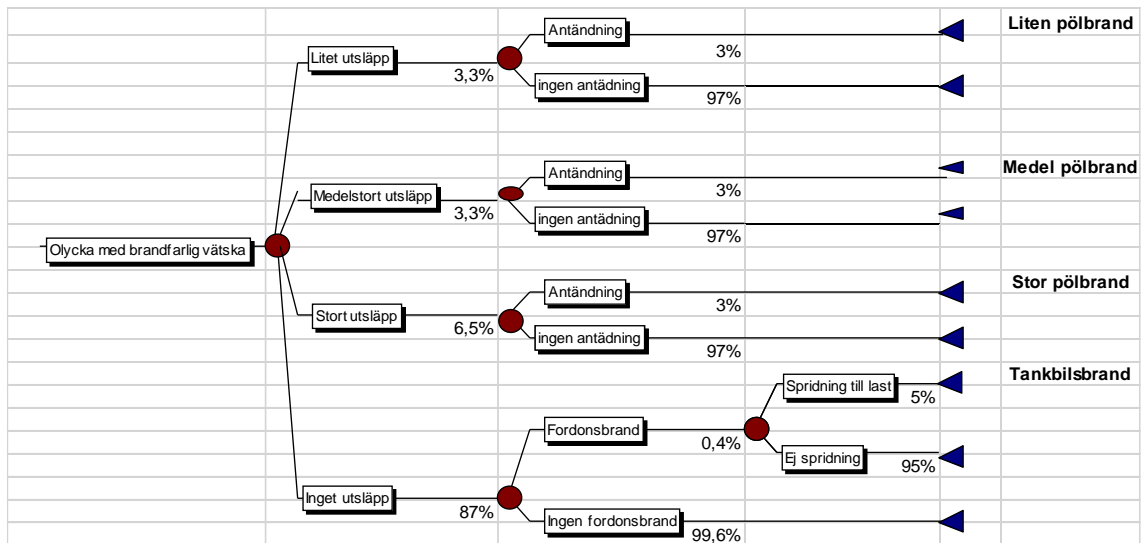 Liten pölbrand
Antändning
3%
Litet utsläpp
3,3%
ingen antädning
97%
Medel pölbrand
Antändning
3%
Medelstort utsläpp
3,3%
ingen antädning
97%
Olycka med brandfarlig vätska
Stor pölbrand
Antändning
3%
Stort utsläpp
6,5%
ingen antädning
97%
Tankbilsbrand
Spridning till last
5%
Fordonsbrand
0,4%
Ej spridning
95%
Inget utsläpp
87%
Ingen fordonsbrand
99,6%